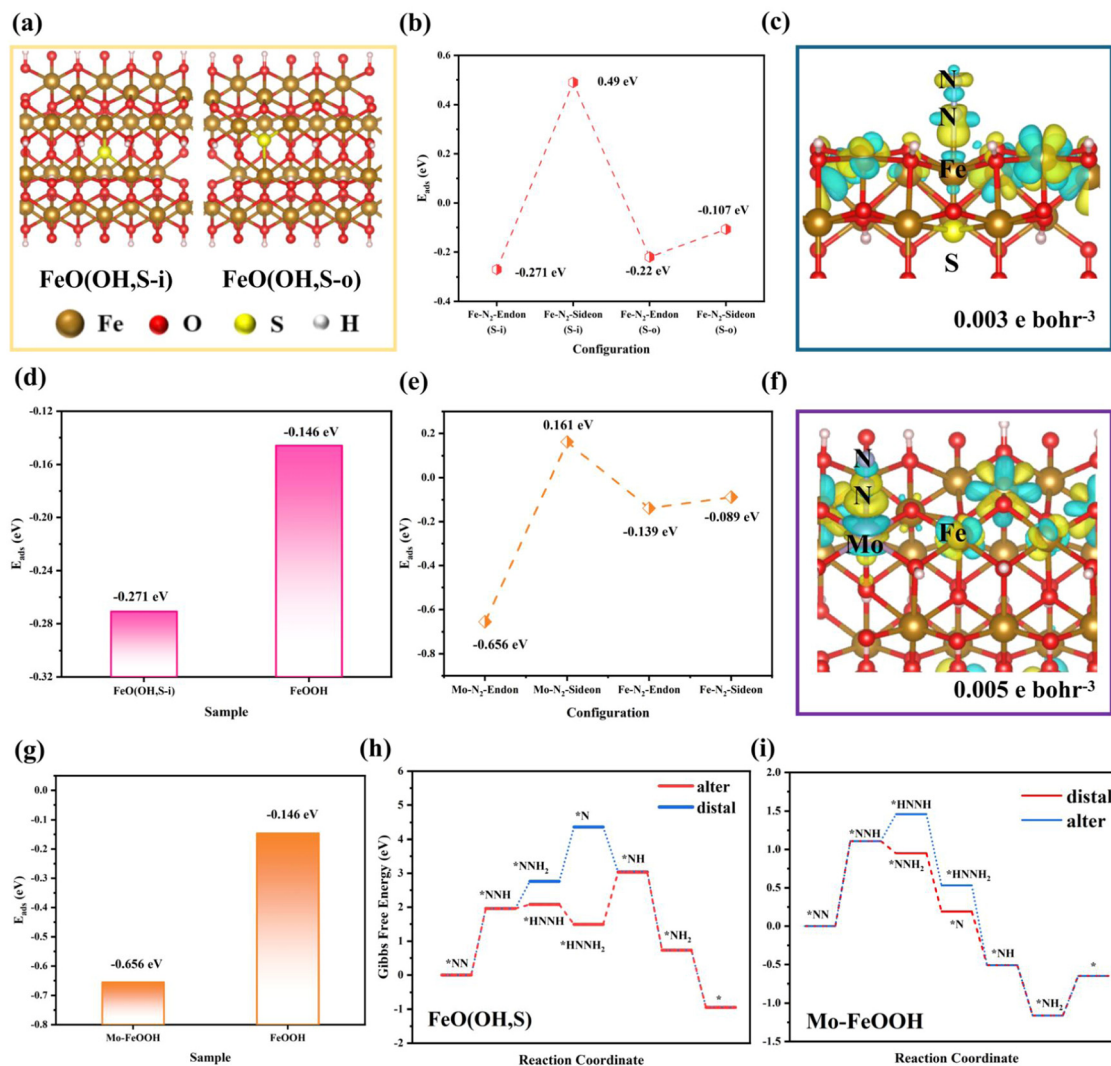 (a)
FeO(OH,S-i) FeO(OH,S-o)
Fe O S H
(b)
0.6
0.4
0.2
0.0
-0.2
-0.4
E_ads (eV)
0.49 eV
-0.271 eV
-0.22 eV
-0.107 eV
Fe-N₂-Endon Fe-N₂-Sideon Fe-N₂-Endon Fe-N₂-Sideon
(S-i) (S-i) (S-o) (S-o)
Configuration
(c)
N
N
Fe
S
0.003 e bohr⁻³
(d)
-0.12
-0.16
-0.20
-0.24
-0.28
-0.32
E_ads (eV)
-0.146 eV
-0.271 eV
FeO(OH,S-i) FeOOH
Sample
(e)
0.2
0.0
-0.2
-0.4
-0.6
-0.8
E_ads (eV)
0.161 eV
-0.139 eV
-0.089 eV
-0.656 eV
Mo-N₂-Endon Mo-N₂-Sideon Fe-N₂-Endon Fe-N₂-Sideon
Configuration
(f)
N
N
Mo Fe
0.005 e bohr⁻³
(g)
0.0
-0.1
-0.2
-0.3
-0.4
-0.5
-0.6
-0.7
-0.8
E_ads (eV)
-0.146 eV
-0.656 eV
Mo-FeOOH FeOOH
Sample
(h)
6
5
4
3
2
1
0
-1
-2
Gibbs Free Energy (eV)
alter
distal
*N
*NNH₂
*NH
*NNH
*HNNH
*HNNH₂
*NN
*NH₂
*
FeO(OH,S)
Reaction Coordinate
(i)
2.0
1.5
1.0
0.5
0.0
-0.5
-1.0
-1.5
distal
alter
*HNNH
*NNH
*NNH₂
*HNNH₂
*NN
*N
*NH
*
*NH₂
Mo-FeOOH
Reaction Coordinate